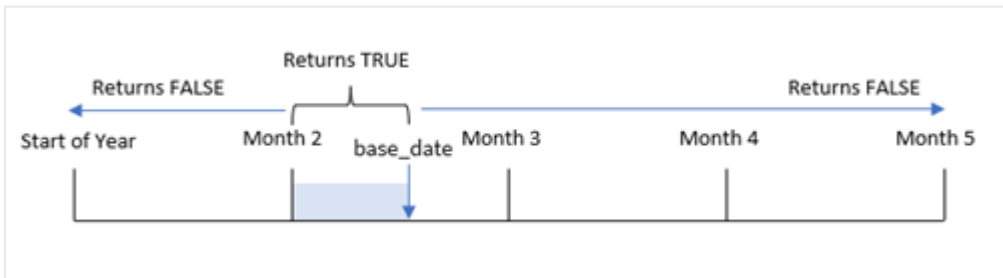 Returns TRUE
Returns FALSE
Returns FALSE
Start of Year
Month 2
base_date
Month 3
Month 4
Month 5